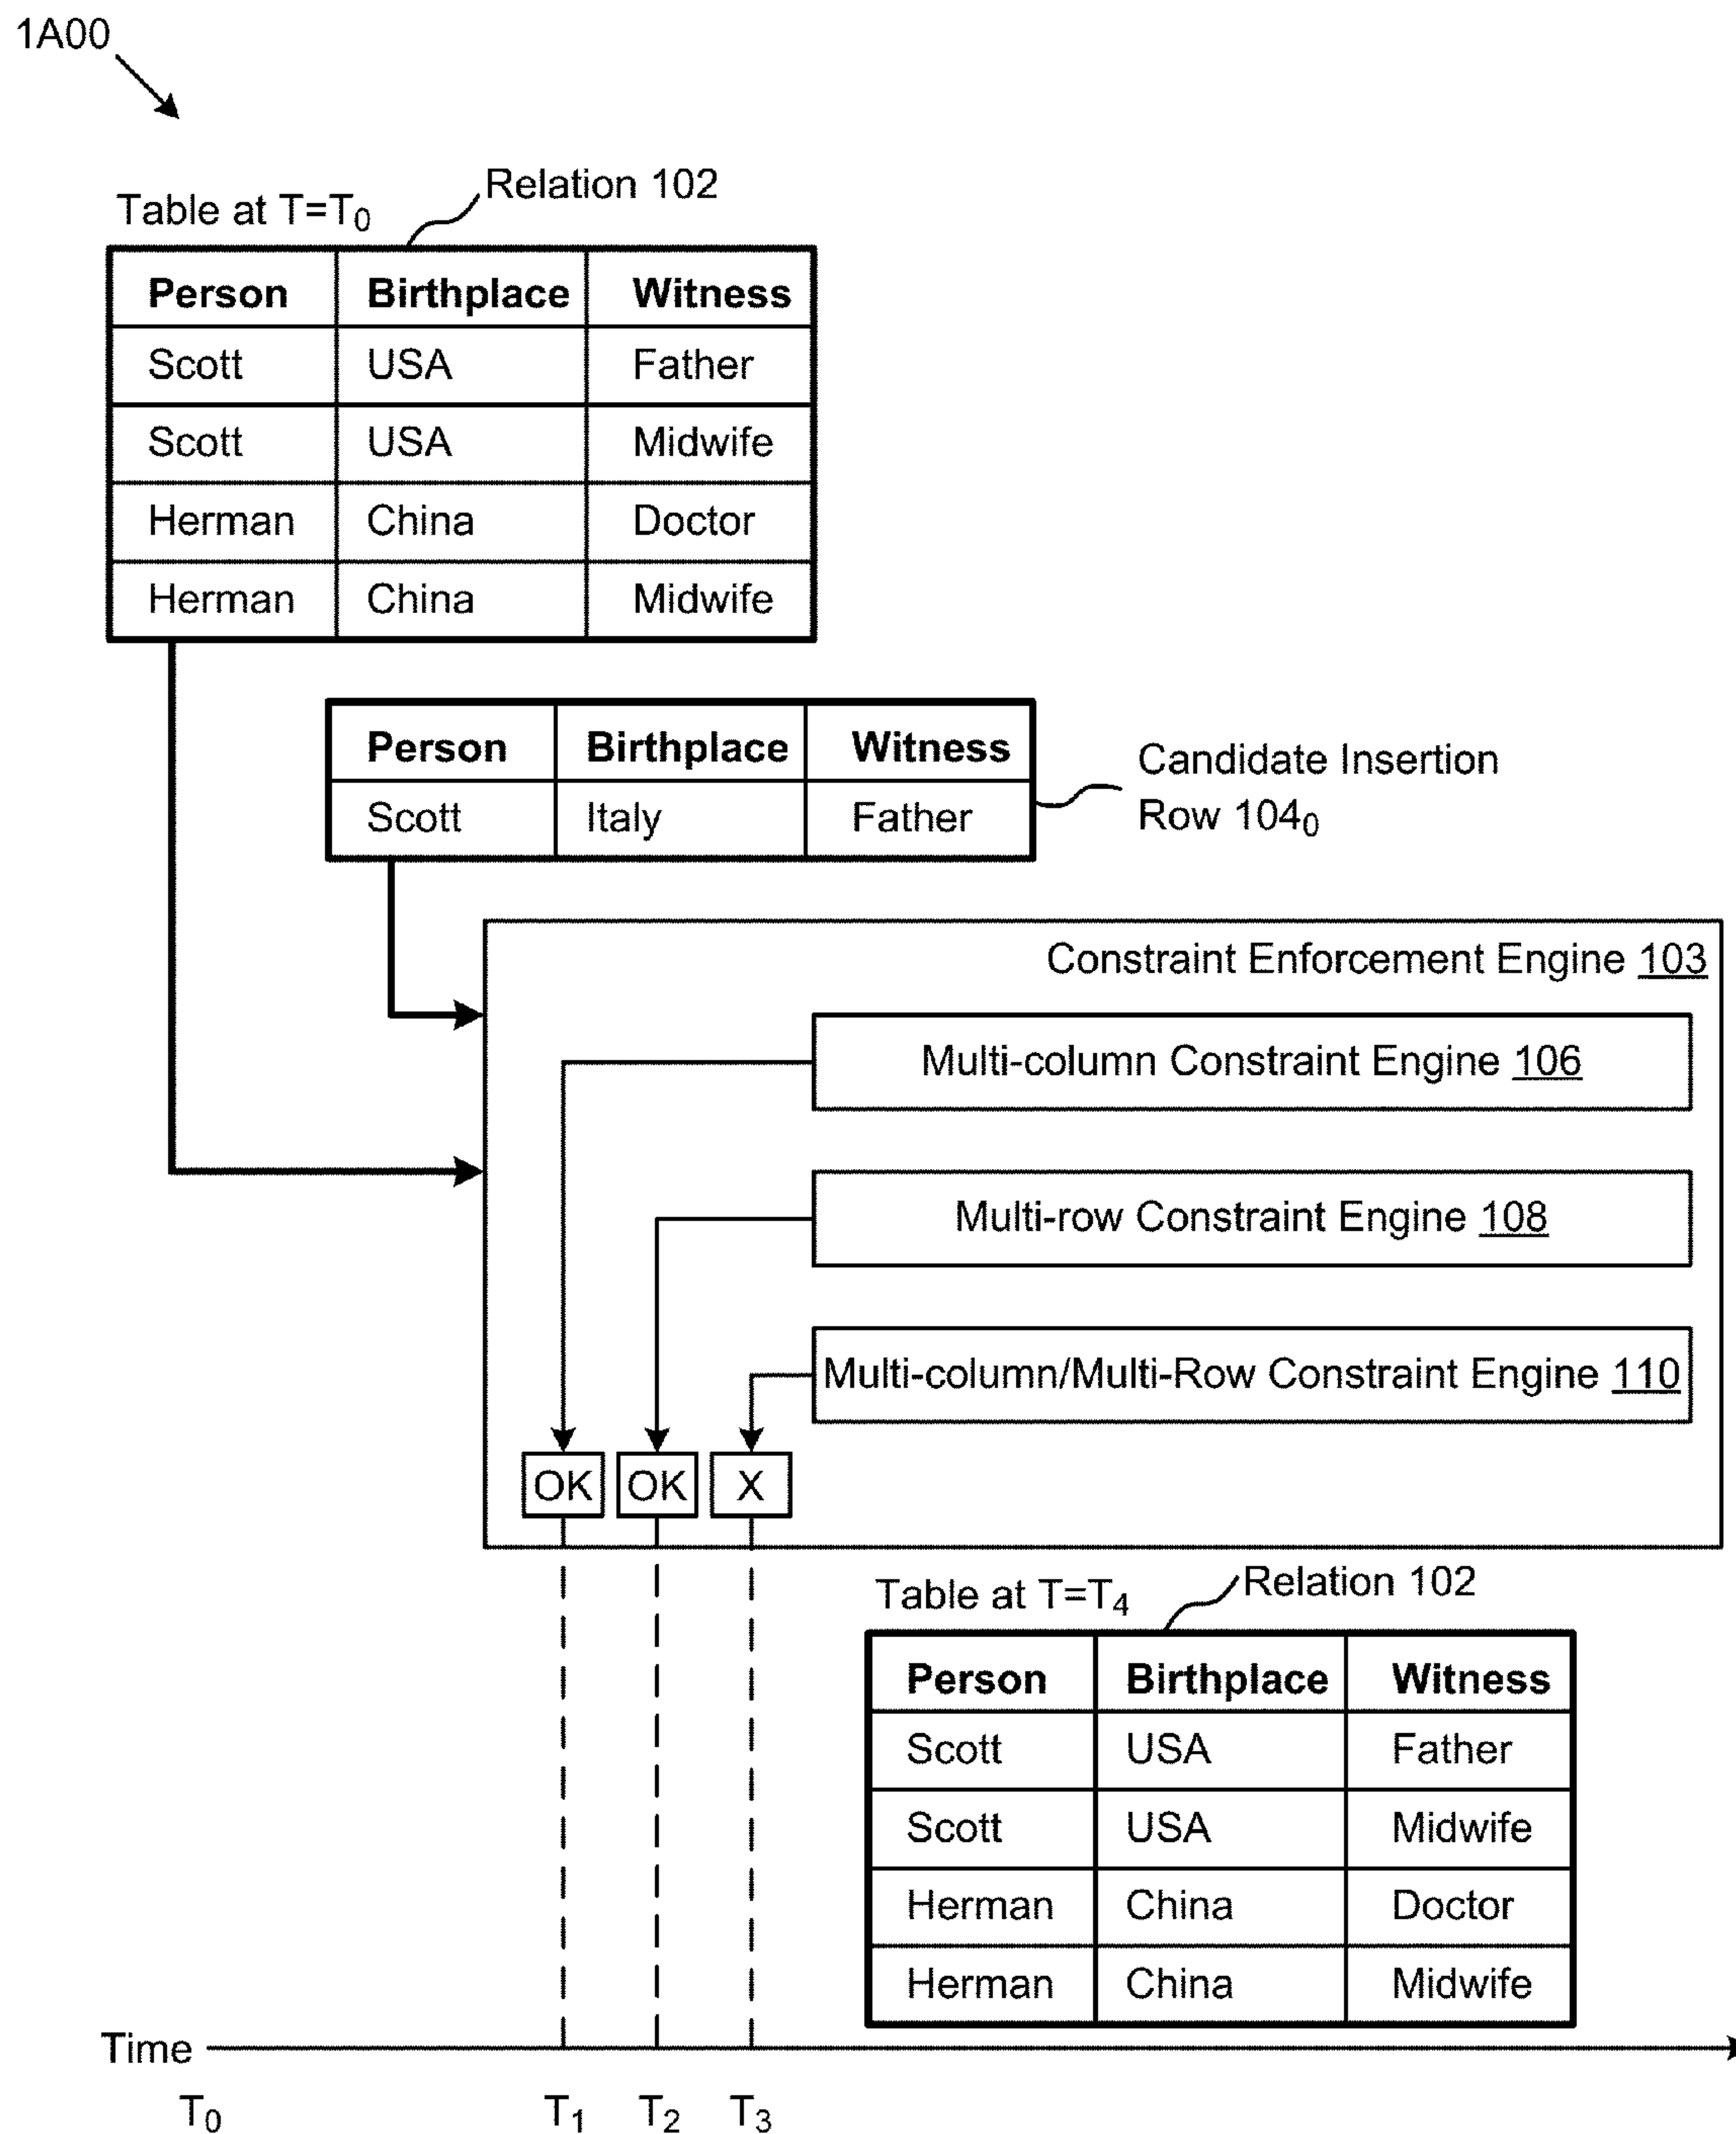 1A00
Relation 102
Table at T=T0
Person Birthplace Witness
Scott USA Father
Scott USA Midwife
Herman China Doctor
Herman China Midwife
Person Birthplace Witness
Scott Italy Father
Candidate Insertion
Row 1040
Constraint Enforcement Engine 103
Multi-column Constraint Engine 106
Multi-row Constraint Engine 108
Multi-column/Multi-Row Constraint Engine 110
OK OK X
Table at T=T4
Relation 102
Person Birthplace Witness
Scott USA Father
Scott USA Midwife
Herman China Doctor
Herman China Midwife
Time
T0 T1 T2 T3